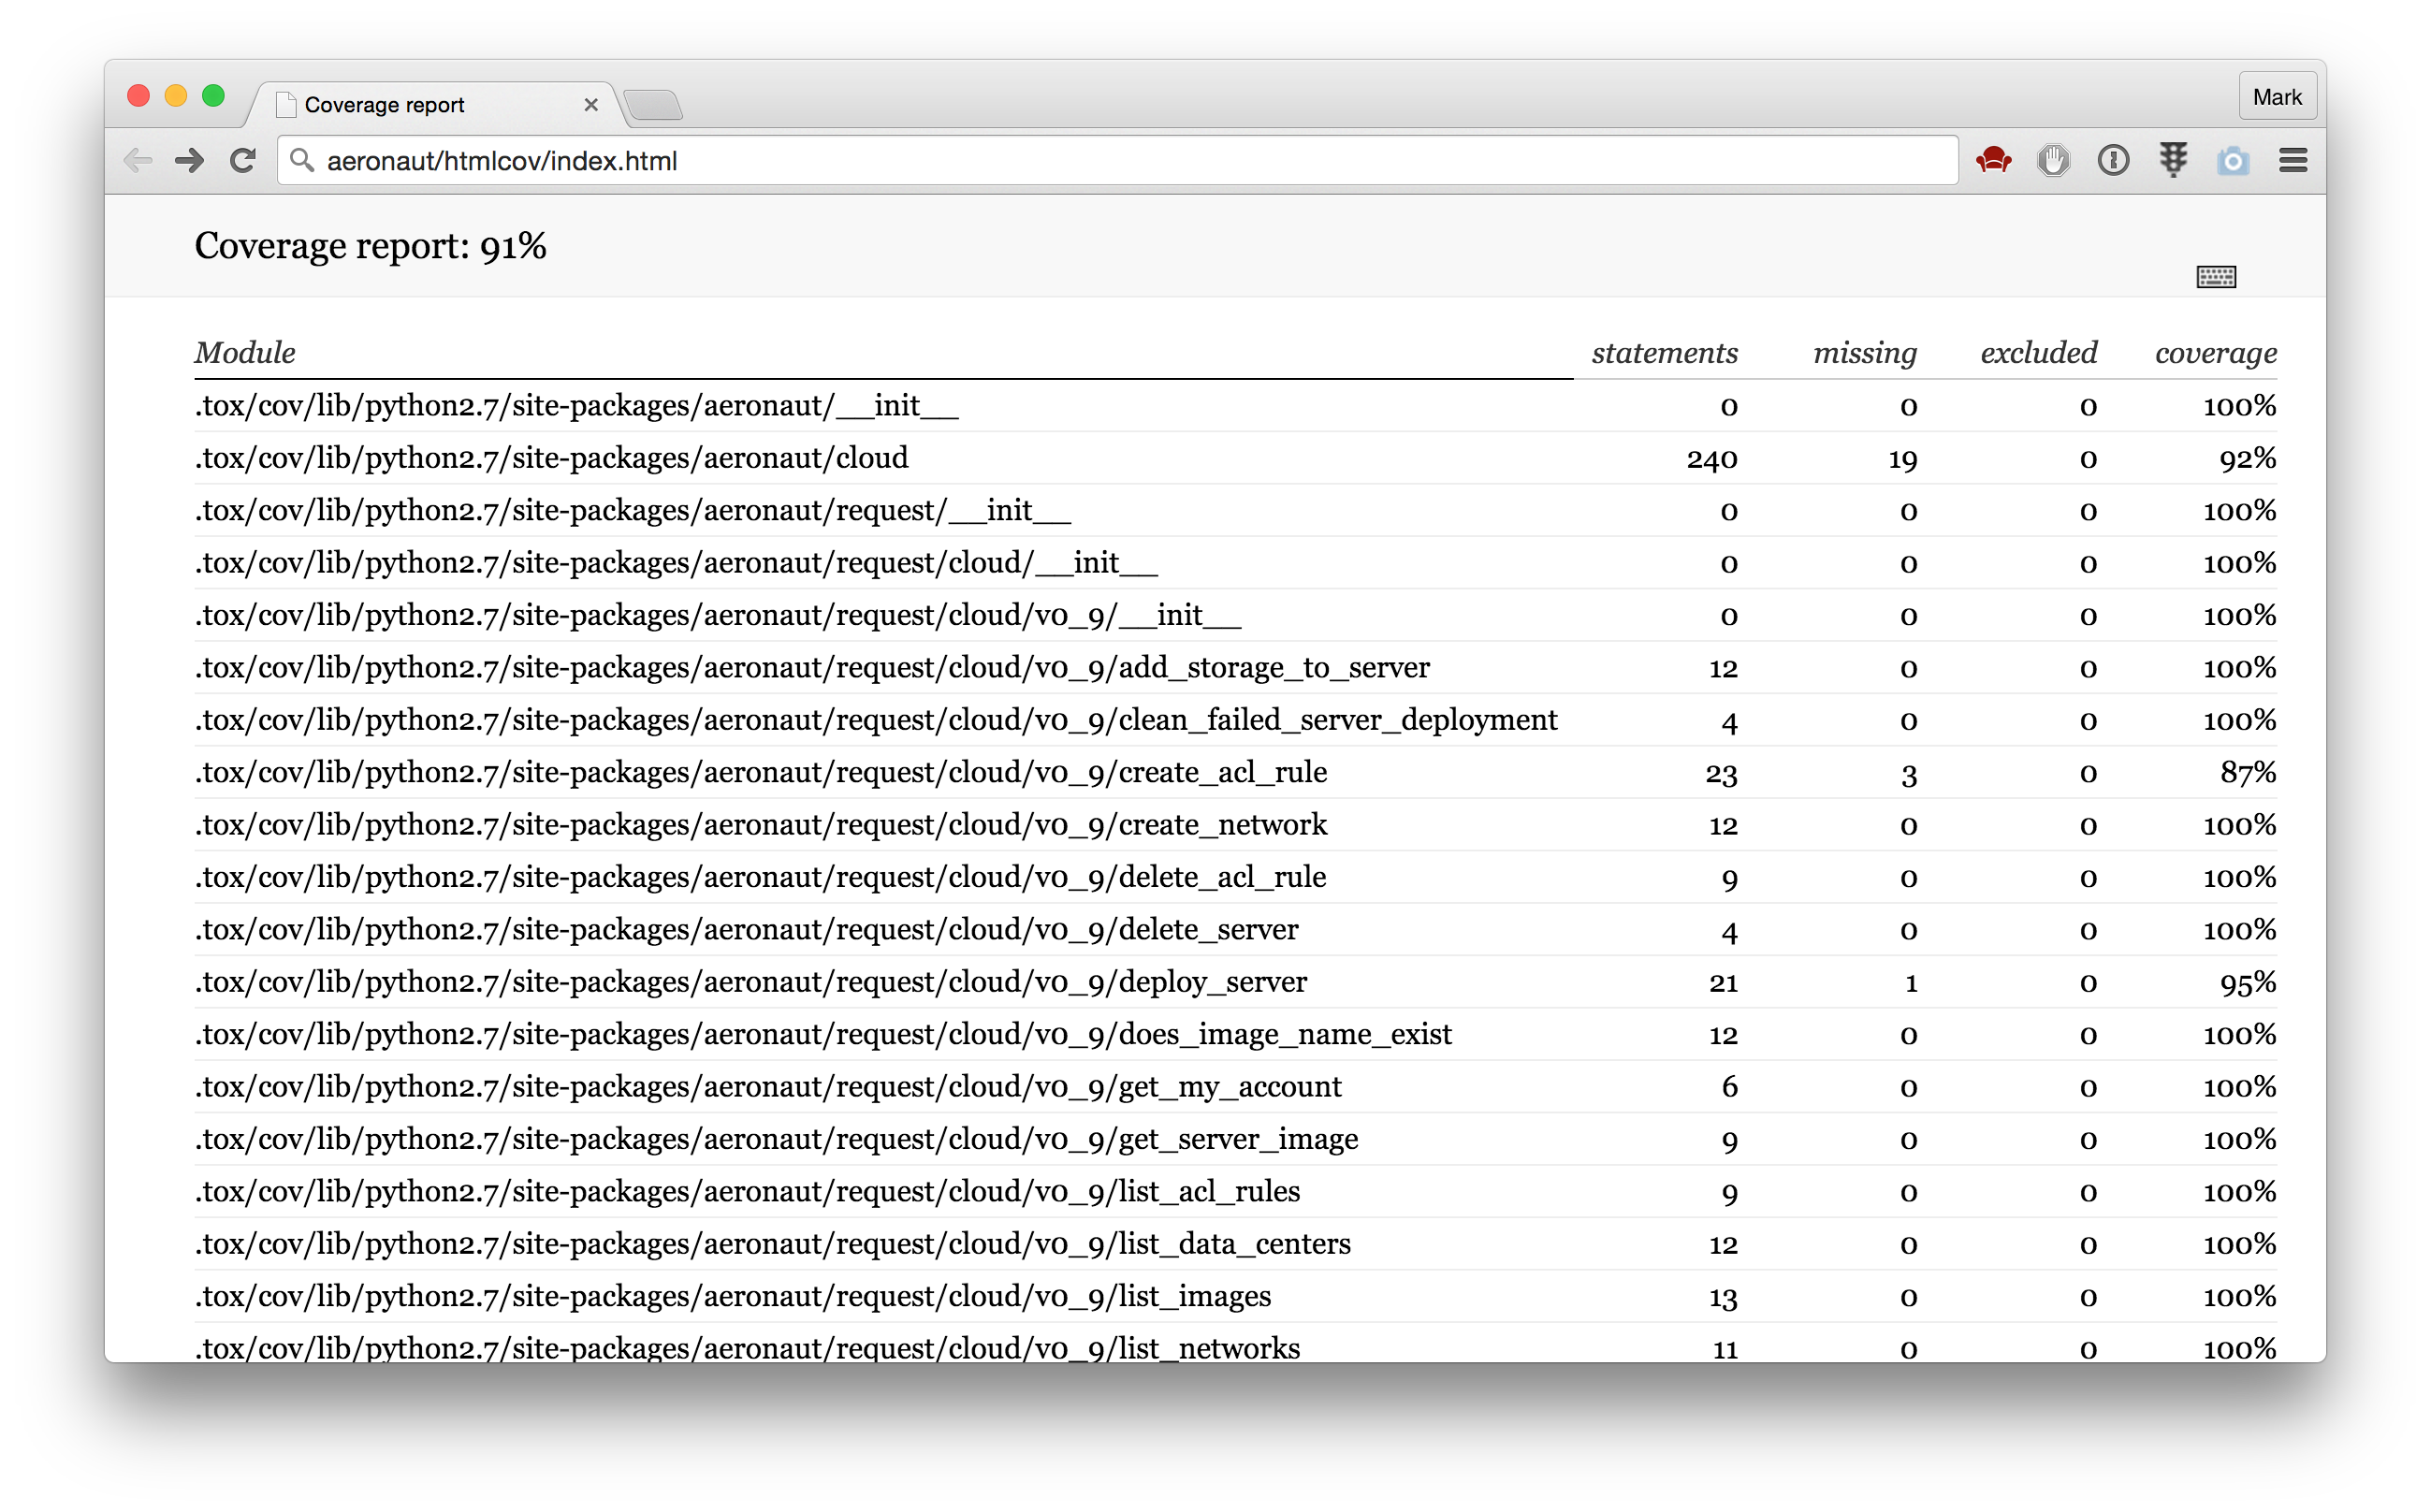 Coverage report
Mark
aeronaut/htmlcov/index.html
Coverage report: 91%
Module statements missing excluded coverage
.tox/cov/lib/python2.7/site-packages/aeronaut/__init__ 0 0 0 100%
.tox/cov/lib/python2.7/site-packages/aeronaut/cloud 240 19 0 92%
.tox/cov/lib/python2.7/site-packages/aeronaut/request/__init__ 0 0 0 100%
.tox/cov/lib/python2.7/site-packages/aeronaut/request/cloud/__init__ 0 0 0 100%
.tox/cov/lib/python2.7/site-packages/aeronaut/request/cloud/v0_9/__init__ 0 0 0 100%
.tox/cov/lib/python2.7/site-packages/aeronaut/request/cloud/v0_9/add_storage_to_server 12 0 0 100%
.tox/cov/lib/python2.7/site-packages/aeronaut/request/cloud/v0_9/clean_failed_server_deployment 4 0 0 100%
.tox/cov/lib/python2.7/site-packages/aeronaut/request/cloud/v0_9/create_acl_rule 23 3 0 87%
.tox/cov/lib/python2.7/site-packages/aeronaut/request/cloud/v0_9/create_network 12 0 0 100%
.tox/cov/lib/python2.7/site-packages/aeronaut/request/cloud/v0_9/delete_acl_rule 9 0 0 100%
.tox/cov/lib/python2.7/site-packages/aeronaut/request/cloud/v0_9/delete_server 4 0 0 100%
.tox/cov/lib/python2.7/site-packages/aeronaut/request/cloud/v0_9/deploy_server 21 1 0 95%
.tox/cov/lib/python2.7/site-packages/aeronaut/request/cloud/v0_9/does_image_name_exist 12 0 0 100%
.tox/cov/lib/python2.7/site-packages/aeronaut/request/cloud/v0_9/get_my_account 6 0 0 100%
.tox/cov/lib/python2.7/site-packages/aeronaut/request/cloud/v0_9/get_server_image 9 0 0 100%
.tox/cov/lib/python2.7/site-packages/aeronaut/request/cloud/v0_9/list_acl_rules 9 0 0 100%
.tox/cov/lib/python2.7/site-packages/aeronaut/request/cloud/v0_9/list_data_centers 12 0 0 100%
.tox/cov/lib/python2.7/site-packages/aeronaut/request/cloud/v0_9/list_images 13 0 0 100%
.tox/cov/lib/python2.7/site-packages/aeronaut/request/cloud/v0_9/list_networks 11 0 0 100%